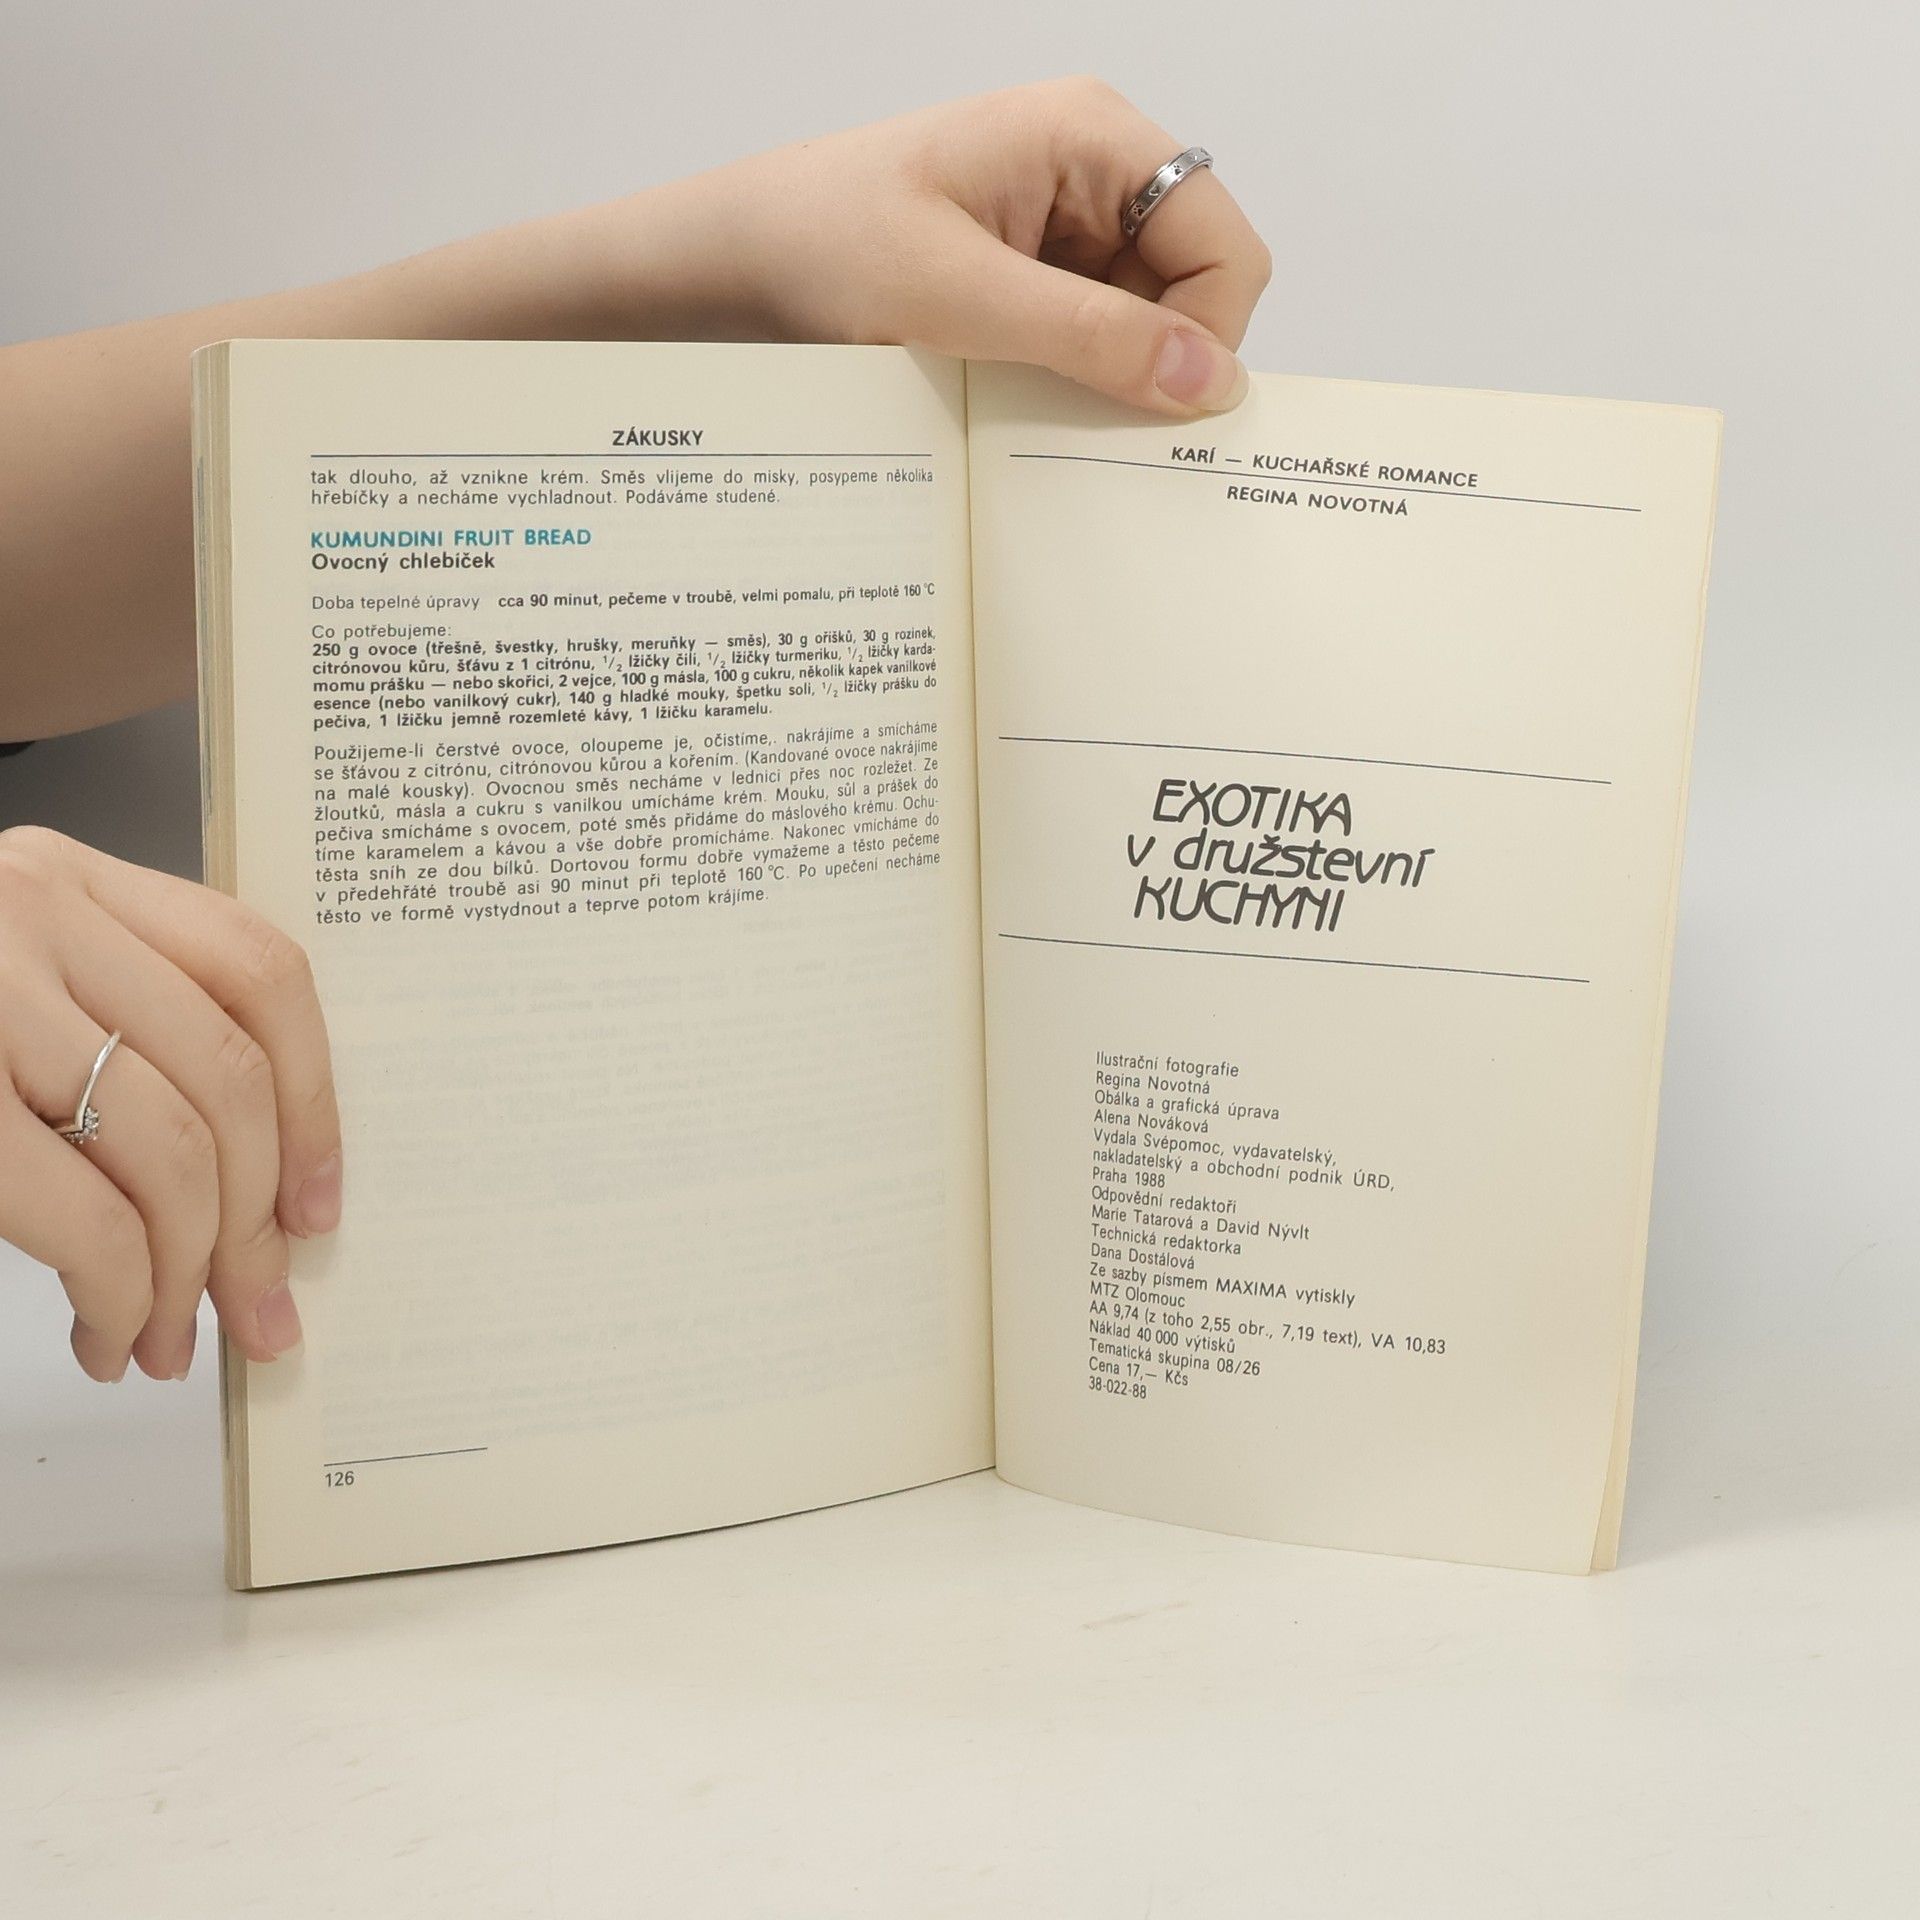 ZÁKUSKY
tak dlouho, až vznikne krém. Směs vlijeme do misky, posypeme několika
hřebíčky a necháme vychladnout. Podáváme studené.
KUMUNDINI FRUIT BREAD
Ovocný chlebíček
Doba tepelné úpravy cca 90 minut, pečeme v troubě, velmi pomalu, při teplotě 160 °C
Co potřebujeme:
250 g ovoce (třešně, švestky, hrušky, meruňky — směs), 30 g oříšků, 30 g rozinek,
citrónovou kůru, šťávu z 1 citrónu, 1/2 lžičky čili, 1/2 lžičky turmeriku, 1/2 lžičky karda-
momu prášku — nebo skořici, 2 vejce, 100 g másla, 100 g cukru, několik kapek vanilkové
esence (nebo vanilkový cukr), 140 g hladké mouky, špetku soli, 1/2 lžičky prášku do
pečiva, 1 lžičku jemně rozemleté kávy, 1 lžičku karamelu.
Použijeme-li čerstvé ovoce, oloupeme je, očistíme,. nakrájíme a smícháme
se šťávou z citrónu, citrónovou kůrou a kořením. (Kandované ovoce nakrájíme
na malé kousky). Ovocnou směs necháme v lednici přes noc rozležet. Ze
žloutků, másla a cukru s vanilkou umícháme krém. Mouku, sůl a prášek do
pečiva smícháme s ovocem, poté směs přidáme do máslového krému. Ochu-
tíme karamelem a kávou a vše dobře promícháme. Nakonec vmícháme do
těsta sníh ze dou bílků. Dortovou formu dobře vymažeme a těsto pečeme
v předehřáté troubě asi 90 minut při teplotě 160 °C. Po upečení necháme
těsto ve formě vystydnout a teprve potom krájíme.
126
KARÍ — KUCHAŘSKÉ ROMANCE
REGINA NOVOTNÁ
EXOTIKA
v družstevní
KUCHYNI
Ilustrační fotografie
Regina Novotná
Obálka a grafická úprava
Alena Nováková
Vydala Svépomoc, vydavatelský,
nakladatelský a obchodní podnik ÚRD,
Praha 1988
Odpovědní redaktoři
Marie Tatarová a David Nývlt
Technická redaktorka
Dana Dostálová
Ze sazby písmem MAXIMA vytiskly
MTZ Olomouc
AA 9,74 (z toho 2,55 obr., 7,19 text), VA 10,83
Náklad 40 000 výtisků
Tematická skupina 08/26
Cena 17,— Kčs
38-022-88